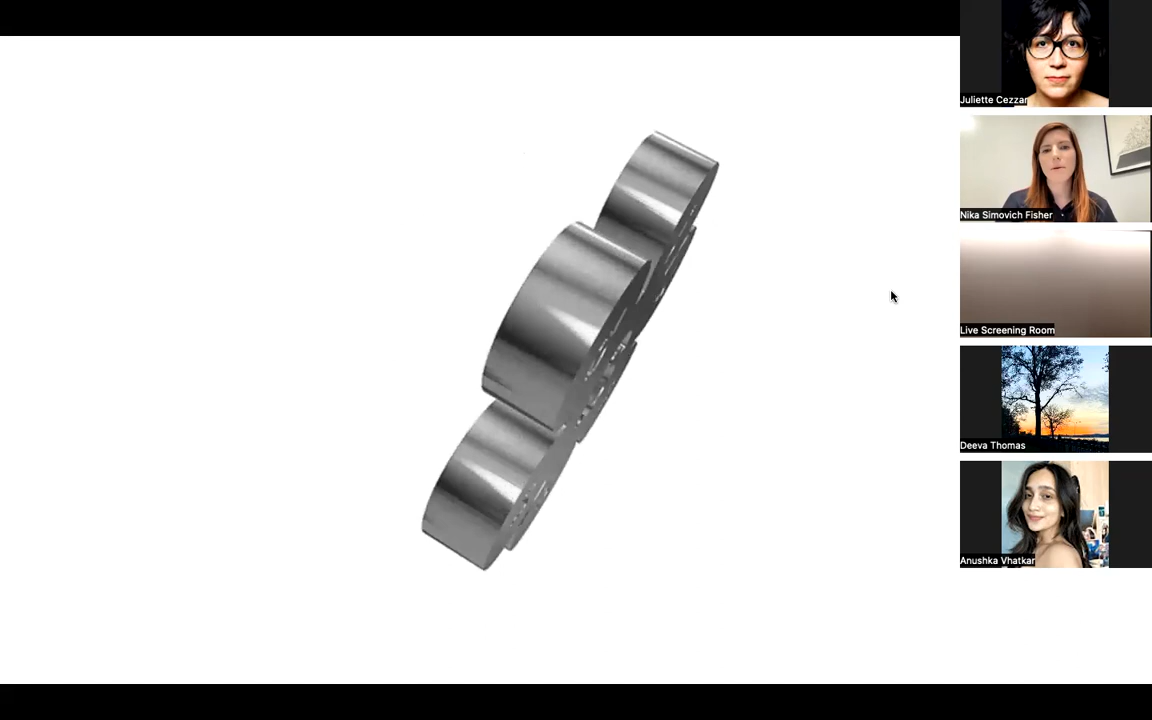 Juliette Cezzar
Nika Simovich Fisher
Live Screening Room
Deeva Thomas
Anushka Vhatkar